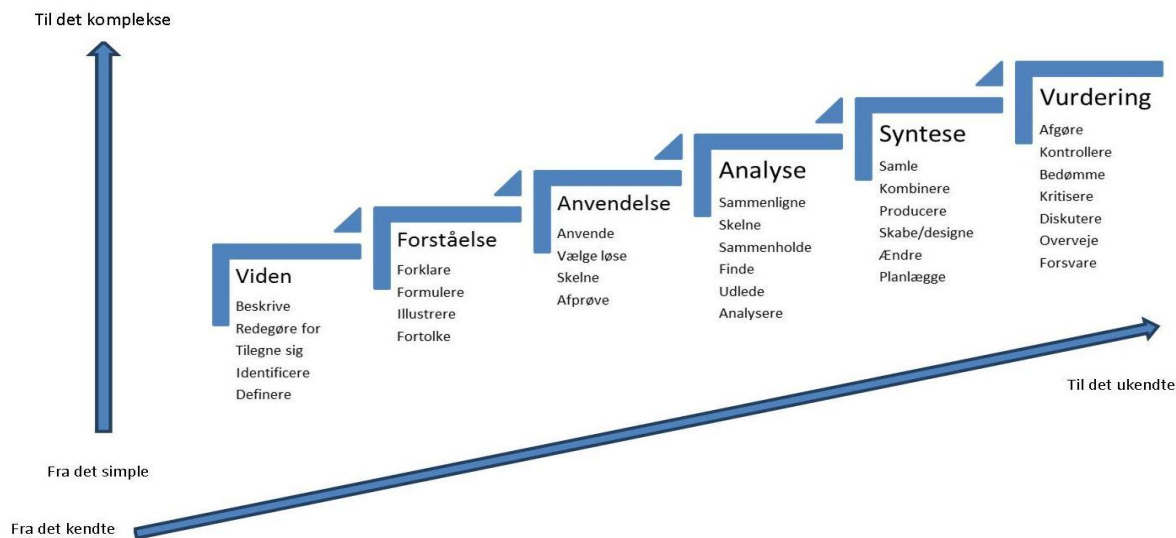 Til det komplekse
Viden
Beskrive
Redegøre for
Tilegne sig
Identificere
Definere
Forståelse
Forklare
Formulere
Illustrere
Fortolke
Anvendelse
Anvende
Vælge løse
Skelne
Afprøve
Analyse
Sammenligne
Skelne
Sammenholde
Finde
Udlede
Analysere
Syntese
Samle
Kombinere
Producere
Skabe/designe
Ændre
Planlægge
Vurdering
Afgøre
Kontrollere
Bedømme
Kritisere
Diskutere
Overveje
Forsvare
Til det ukendte
Fra det simple
Fra det kendte